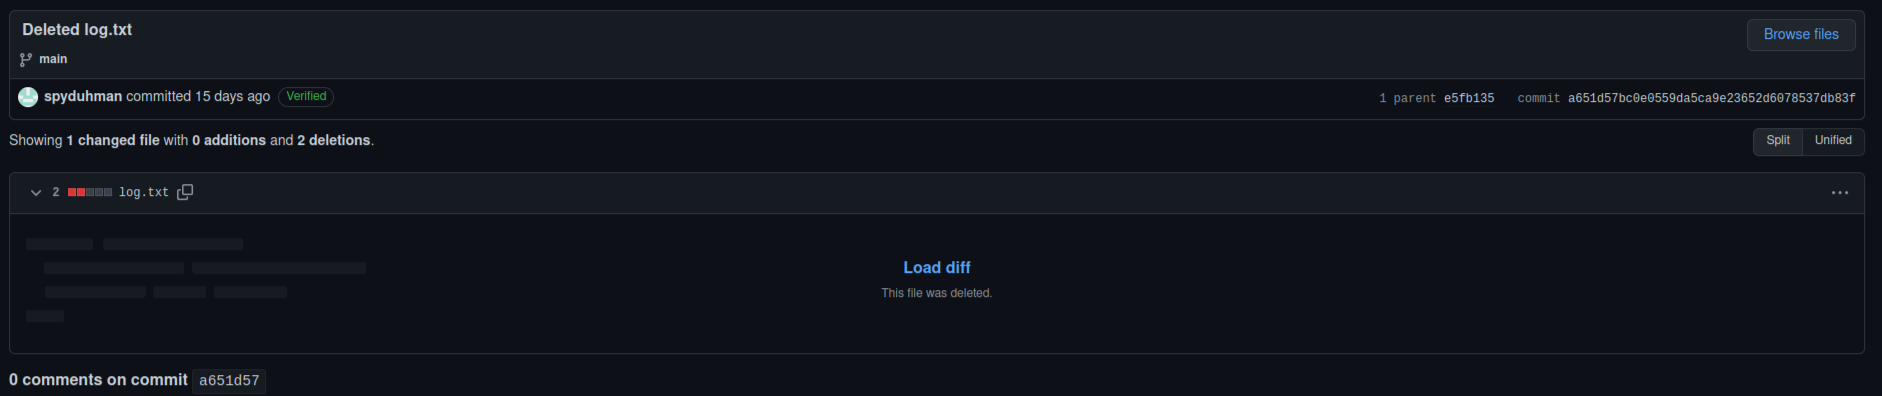 Deleted log.txt
Browse files
main
spyduhman committed 15 days ago Verified
1 parent e5fb135 commit a651d57bc0e0559da5ca9e23652d6078537db83f
Showing 1 changed file with 0 additions and 2 deletions.
Split Unified
2 log.txt
Load diff
This file was deleted.
0 comments on commit a651d57